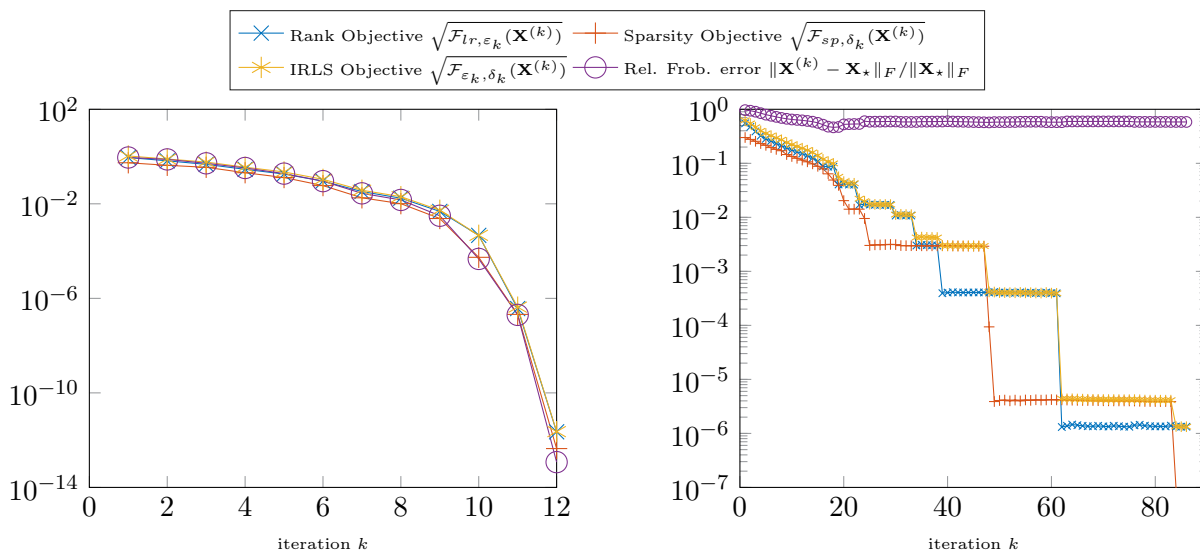 Rank Objective √F_{lr,ε_k}(X^{(k)}) Sparsity Objective √F_{sp,δ_k}(X^{(k)})
IRLS Objective √F_{ε_k,δ_k}(X^{(k)}) Rel. Frob. error ‖X^{(k)} − X_⋆‖_F/‖X_⋆‖_F
10^2
10^{−2}
10^{−6}
10^{−10}
10^{−14}
0 2 4 6 8 10 12
iteration k
10^0
10^{−1}
10^{−2}
10^{−3}
10^{−4}
10^{−5}
10^{−6}
10^{−7}
0 20 40 60 80
iteration k